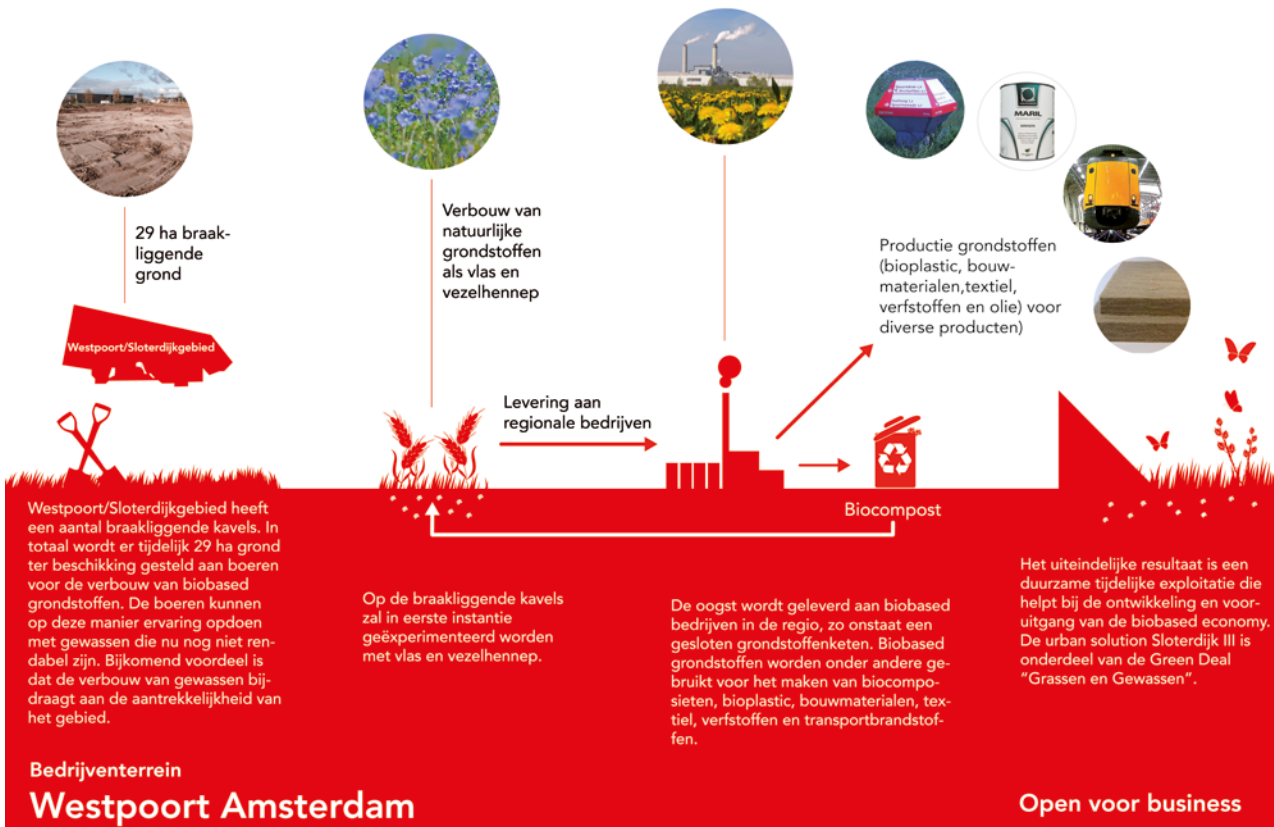 29 ha braak-
liggende
grond
Westpoort/Sloterdijkgebied
Westpoort/Sloterdijkgebied heeft
een aantal braakliggende kavels. In
totaal wordt er tijdelijk 29 ha grond
ter beschikking gesteld aan boeren
voor de verbouw van biobased
grondstoffen. De boeren kunnen
op deze manier ervaring opdoen
met gewassen die nu nog niet ren-
dabel zijn. Bijkomend voordeel is
dat de verbouw van gewassen bij-
draagt aan de aantrekkelijkheid van
het gebied.
Verbouw van
natuurlijke
grondstoffen
als vlas en
vezelhennep
Levering aan
regionale bedrijven
Op de braakliggende kavels
zal in eerste instantie
geëxperimenteerd worden
met vlas en vezelhennep.
MARIL
Productie grondstoffen
(bioplastic, bouw-
materialen,textiel,
verfstoffen en olie) voor
diverse producten)
Biocompost
De oogst wordt geleverd aan biobased
bedrijven in de regio, zo onstaat een
gesloten grondstoffenketen. Biobased
grondstoffen worden onder andere ge-
bruikt voor het maken van biocompo-
sieten, bioplastic, bouwmaterialen, tex-
tiel, verfstoffen en transportbrandstof-
fen.
Het uiteindelijke resultaat is een
duurzame tijdelijke exploitatie die
helpt bij de ontwikkeling en voor-
uitgang van de biobased economy.
De urban solution Sloterdijk III is
onderdeel van de Green Deal
"Grassen en Gewassen".
Bedrijventerrein
Westpoort Amsterdam
Open voor business